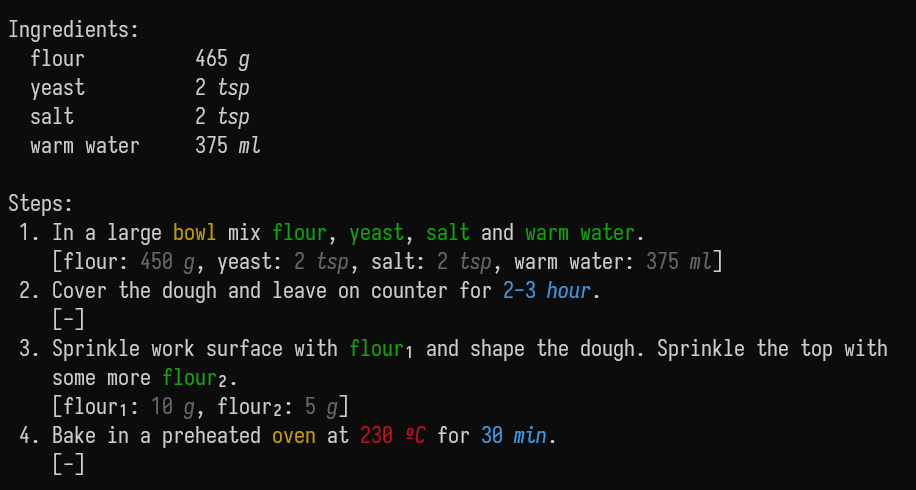 Ingredients:
flour 465 g
yeast 2 tsp
salt 2 tsp
warm water 375 ml
Steps:
1. In a large bowl mix flour, yeast, salt and warm water.
[flour: 450 g, yeast: 2 tsp, salt: 2 tsp, warm water: 375 ml]
2. Cover the dough and leave on counter for 2–3 hour.
[–]
3. Sprinkle work surface with flour₁ and shape the dough. Sprinkle the top with
some more flour₂.
[flour₁: 10 g, flour₂: 5 g]
4. Bake in a preheated oven at 230 ºC for 30 min.
[–]